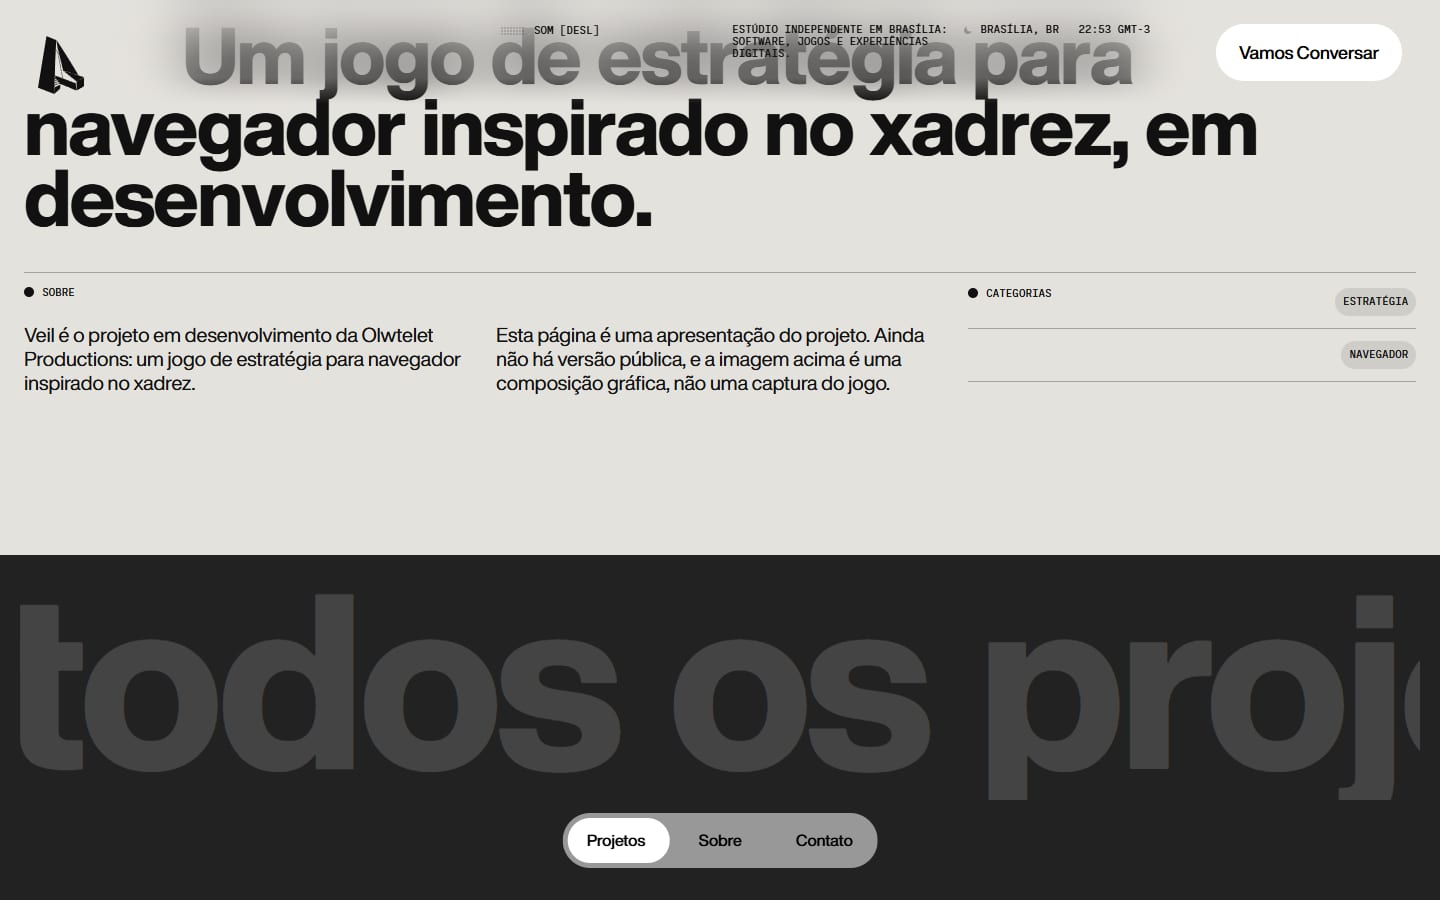 SOM [DESL]
ESTÚDIO INDEPENDENTE EM BRASÍLIA:
SOFTWARE, JOGOS E EXPERIÊNCIAS
DIGITAIS.
BRASÍLIA, BR 22:53 GMT-3
Vamos Conversar
Um jogo de estratégia para
navegador inspirado no xadrez, em
desenvolvimento.
SOBRE
Veil é o projeto em desenvolvimento da Olwtelet
Productions: um jogo de estratégia para navegador
inspirado no xadrez.
Esta página é uma apresentação do projeto. Ainda
não há versão pública, e a imagem acima é uma
composição gráfica, não uma captura do jogo.
CATEGORIAS
ESTRATÉGIA
NAVEGADOR
todos os proj
Projetos
Sobre
Contato